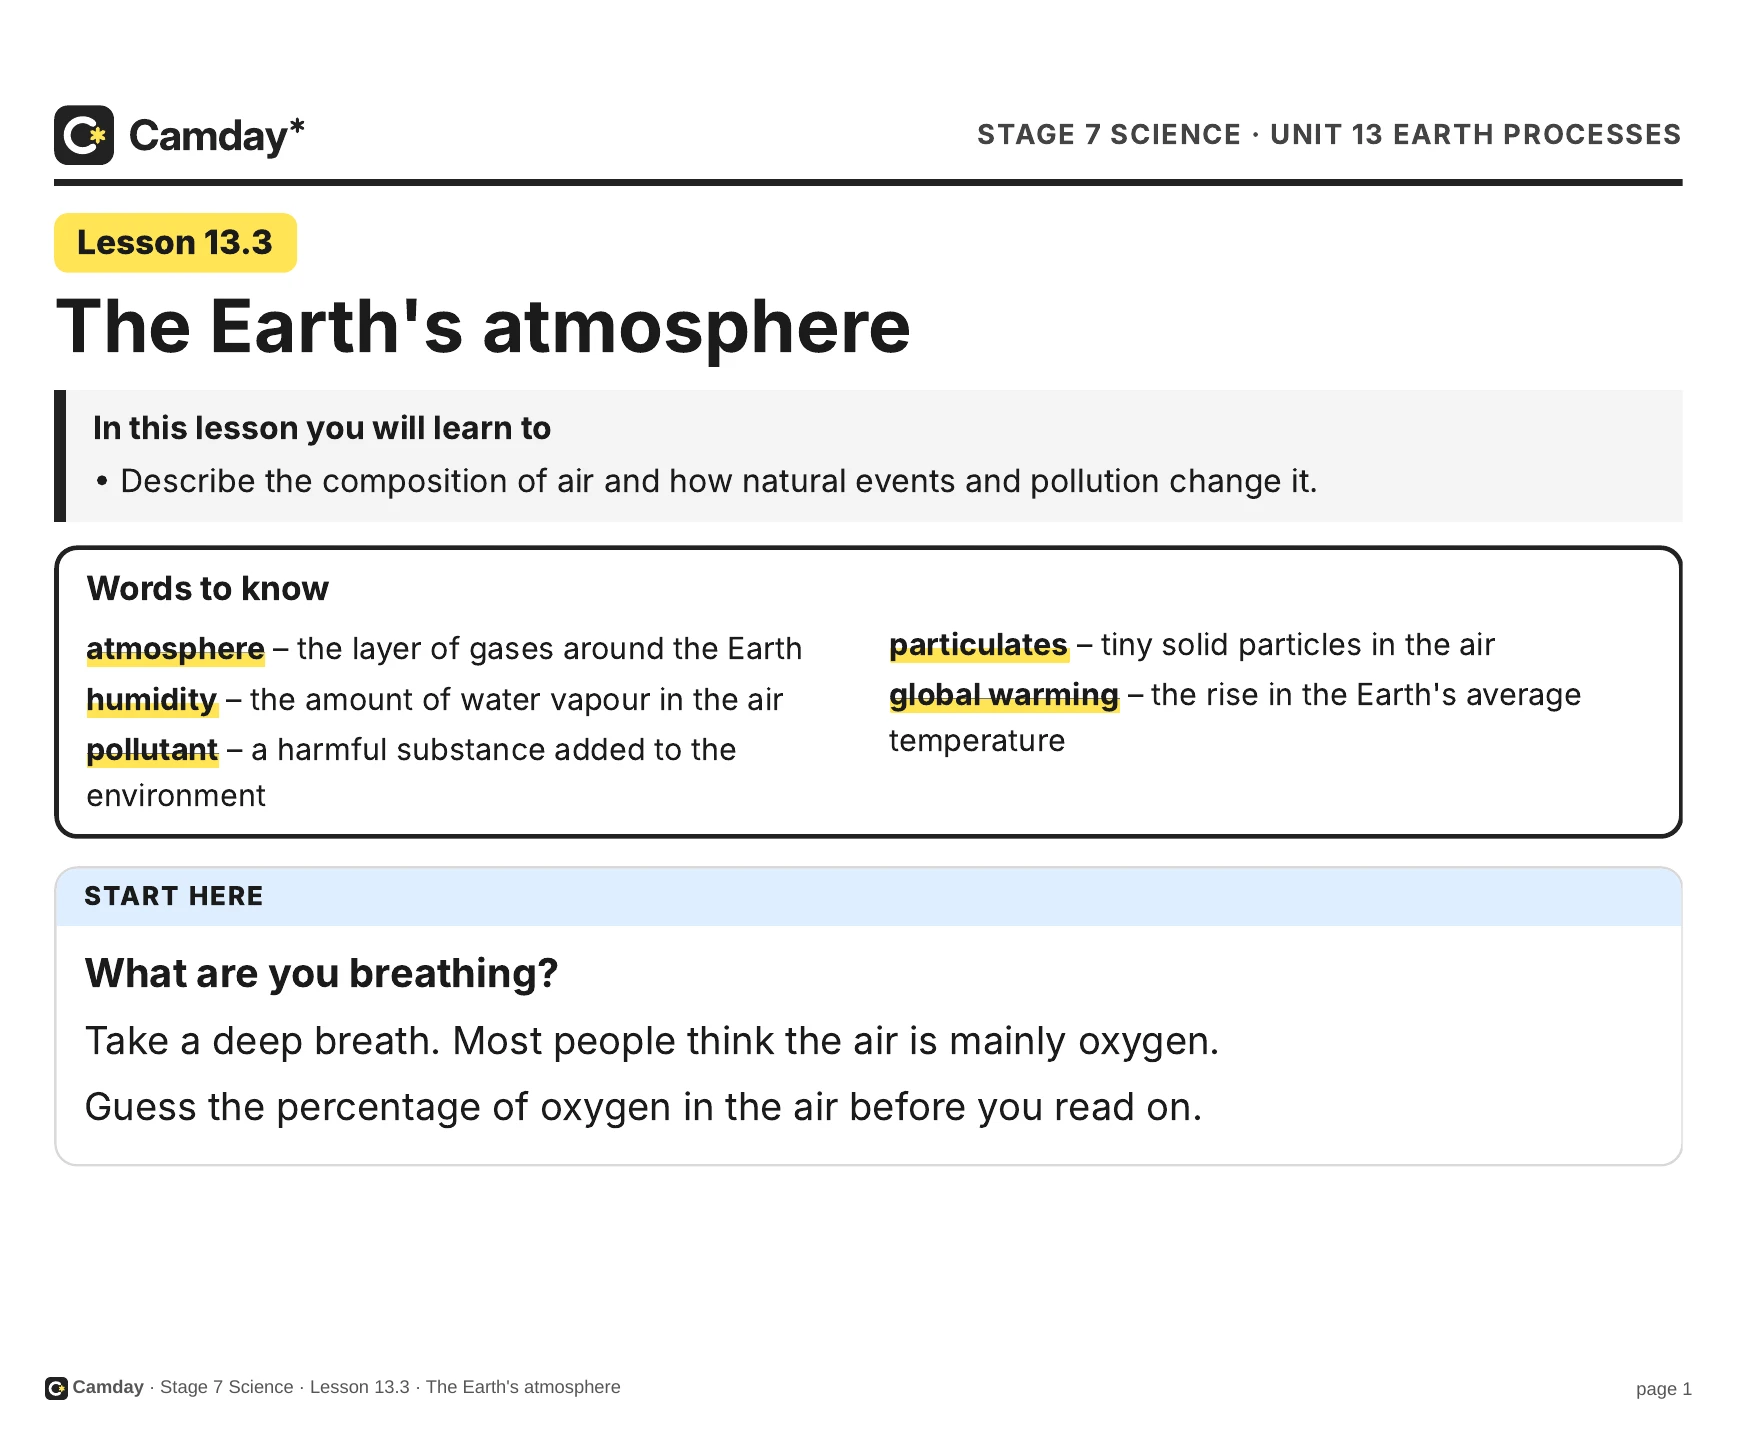 Camday*
STAGE 7 SCIENCE · UNIT 13 EARTH PROCESSES
Lesson 13.3
The Earth's atmosphere
In this lesson you will learn to
• Describe the composition of air and how natural events and pollution change it.
Words to know
atmosphere – the layer of gases around the Earth
humidity – the amount of water vapour in the air
pollutant – a harmful substance added to the
environment
particulates – tiny solid particles in the air
global warming – the rise in the Earth's average
temperature
START HERE
What are you breathing?
Take a deep breath. Most people think the air is mainly oxygen.
Guess the percentage of oxygen in the air before you read on.
Camday · Stage 7 Science · Lesson 13.3 · The Earth's atmosphere
page 1